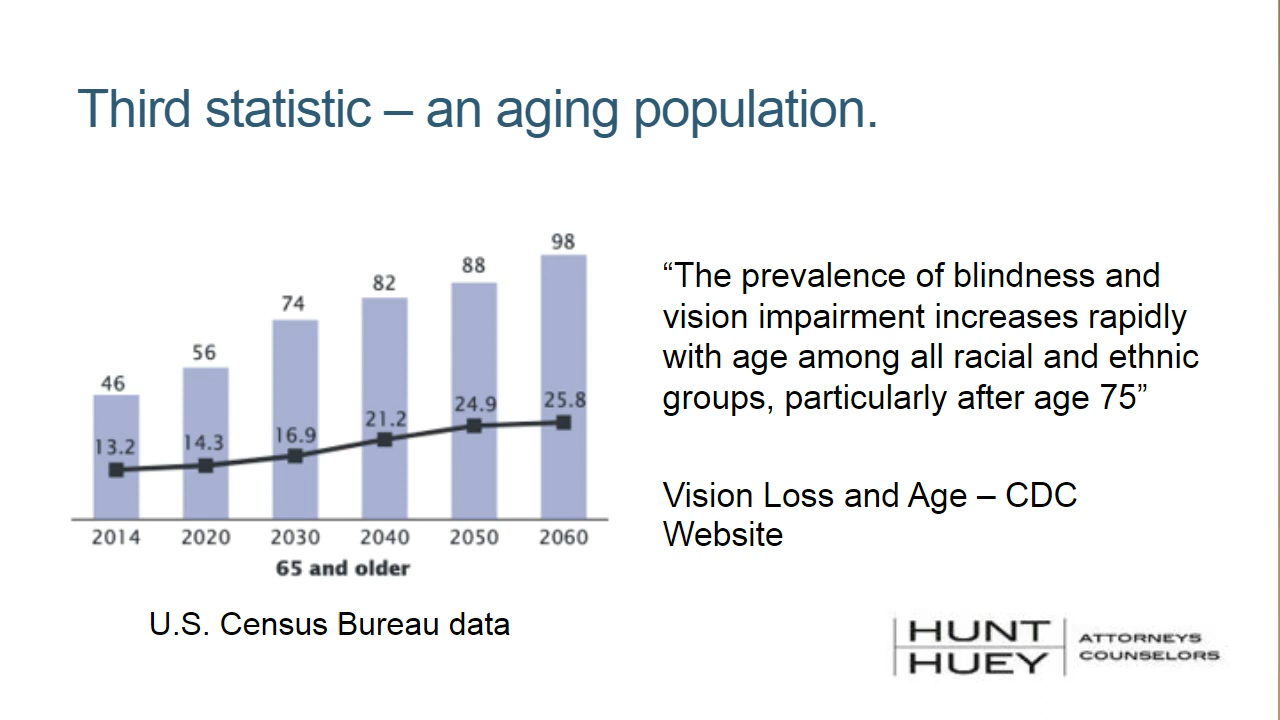 Third statistic – an aging population.
98
88
82
74
56
46
25.8
24.9
21.2
16.9
14.3
13.2
2014 2020 2030 2040 2050 2060
65 and older
U.S. Census Bureau data
“The prevalence of blindness and
vision impairment increases rapidly
with age among all racial and ethnic
groups, particularly after age 75”
Vision Loss and Age – CDC
Website
HUNT
HUEY
ATTORNEYS
COUNSELORS